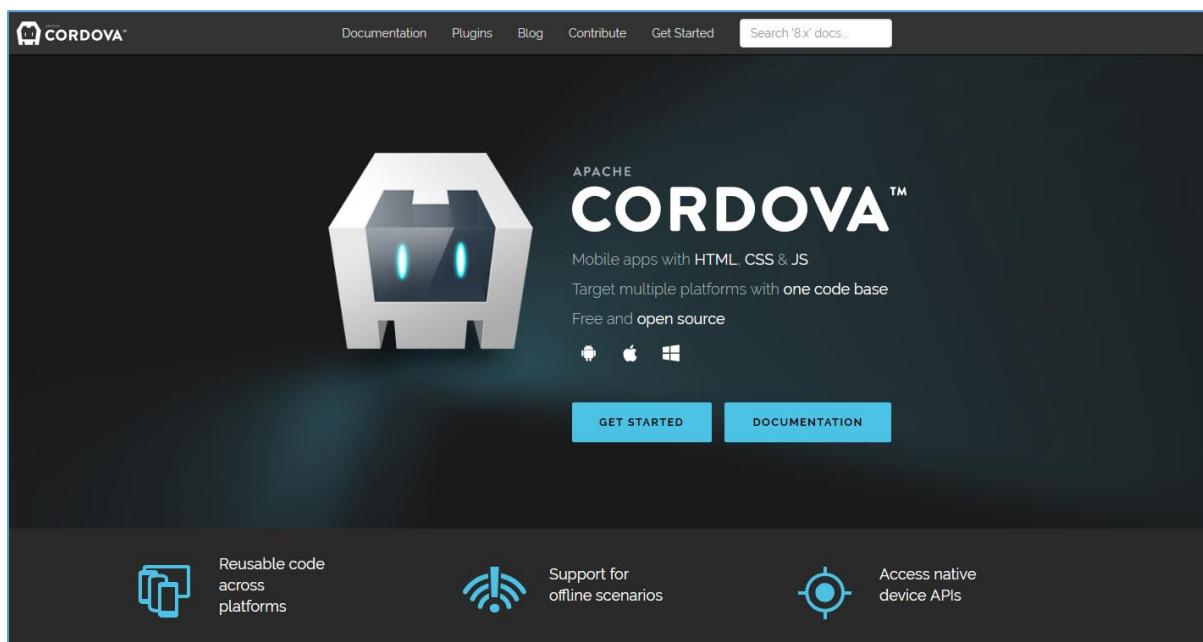 APACHE
CORDOVA™
Documentation Plugins Blog Contribute Get Started Search '8.x' docs...
APACHE
CORDOVA™
Mobile apps with HTML, CSS & JS
Target multiple platforms with one code base
Free and open source
GET STARTED DOCUMENTATION
Reusable code
across
platforms
Support for
offline scenarios
Access native
device APIs